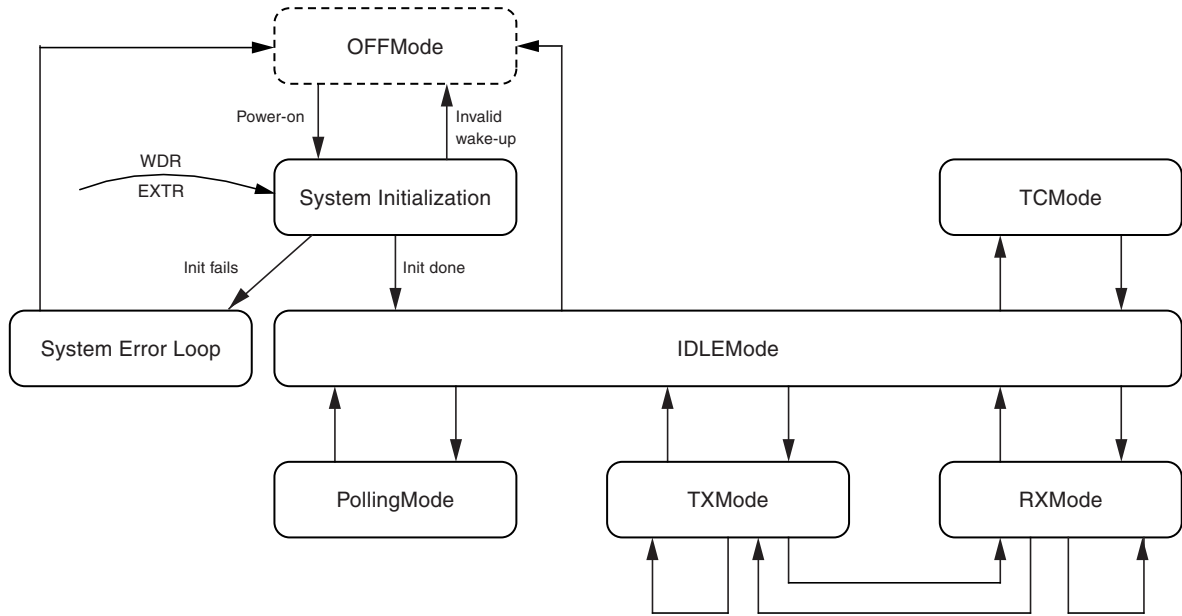 OFFMode
Power-on
Invalid
wake-up
WDR
EXTR
System Initialization
TCMode
Init fails
Init done
System Error Loop
IDLEMode
PollingMode
TXMode
RXMode